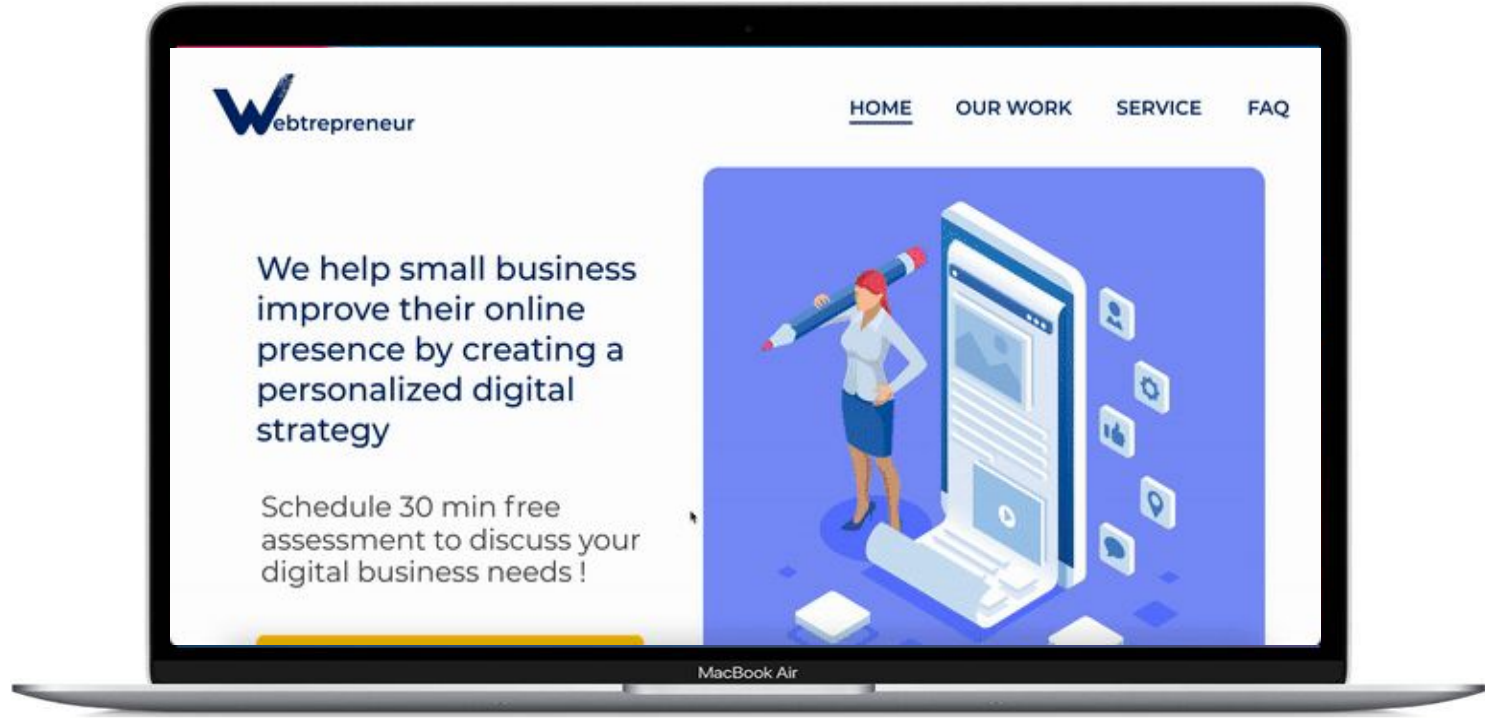 Webtrepreneur
HOME OUR WORK SERVICE FAQ
We help small business
improve their online
presence by creating a
personalized digital
strategy
Schedule 30 min free
assessment to discuss your
digital business needs !
MacBook Air